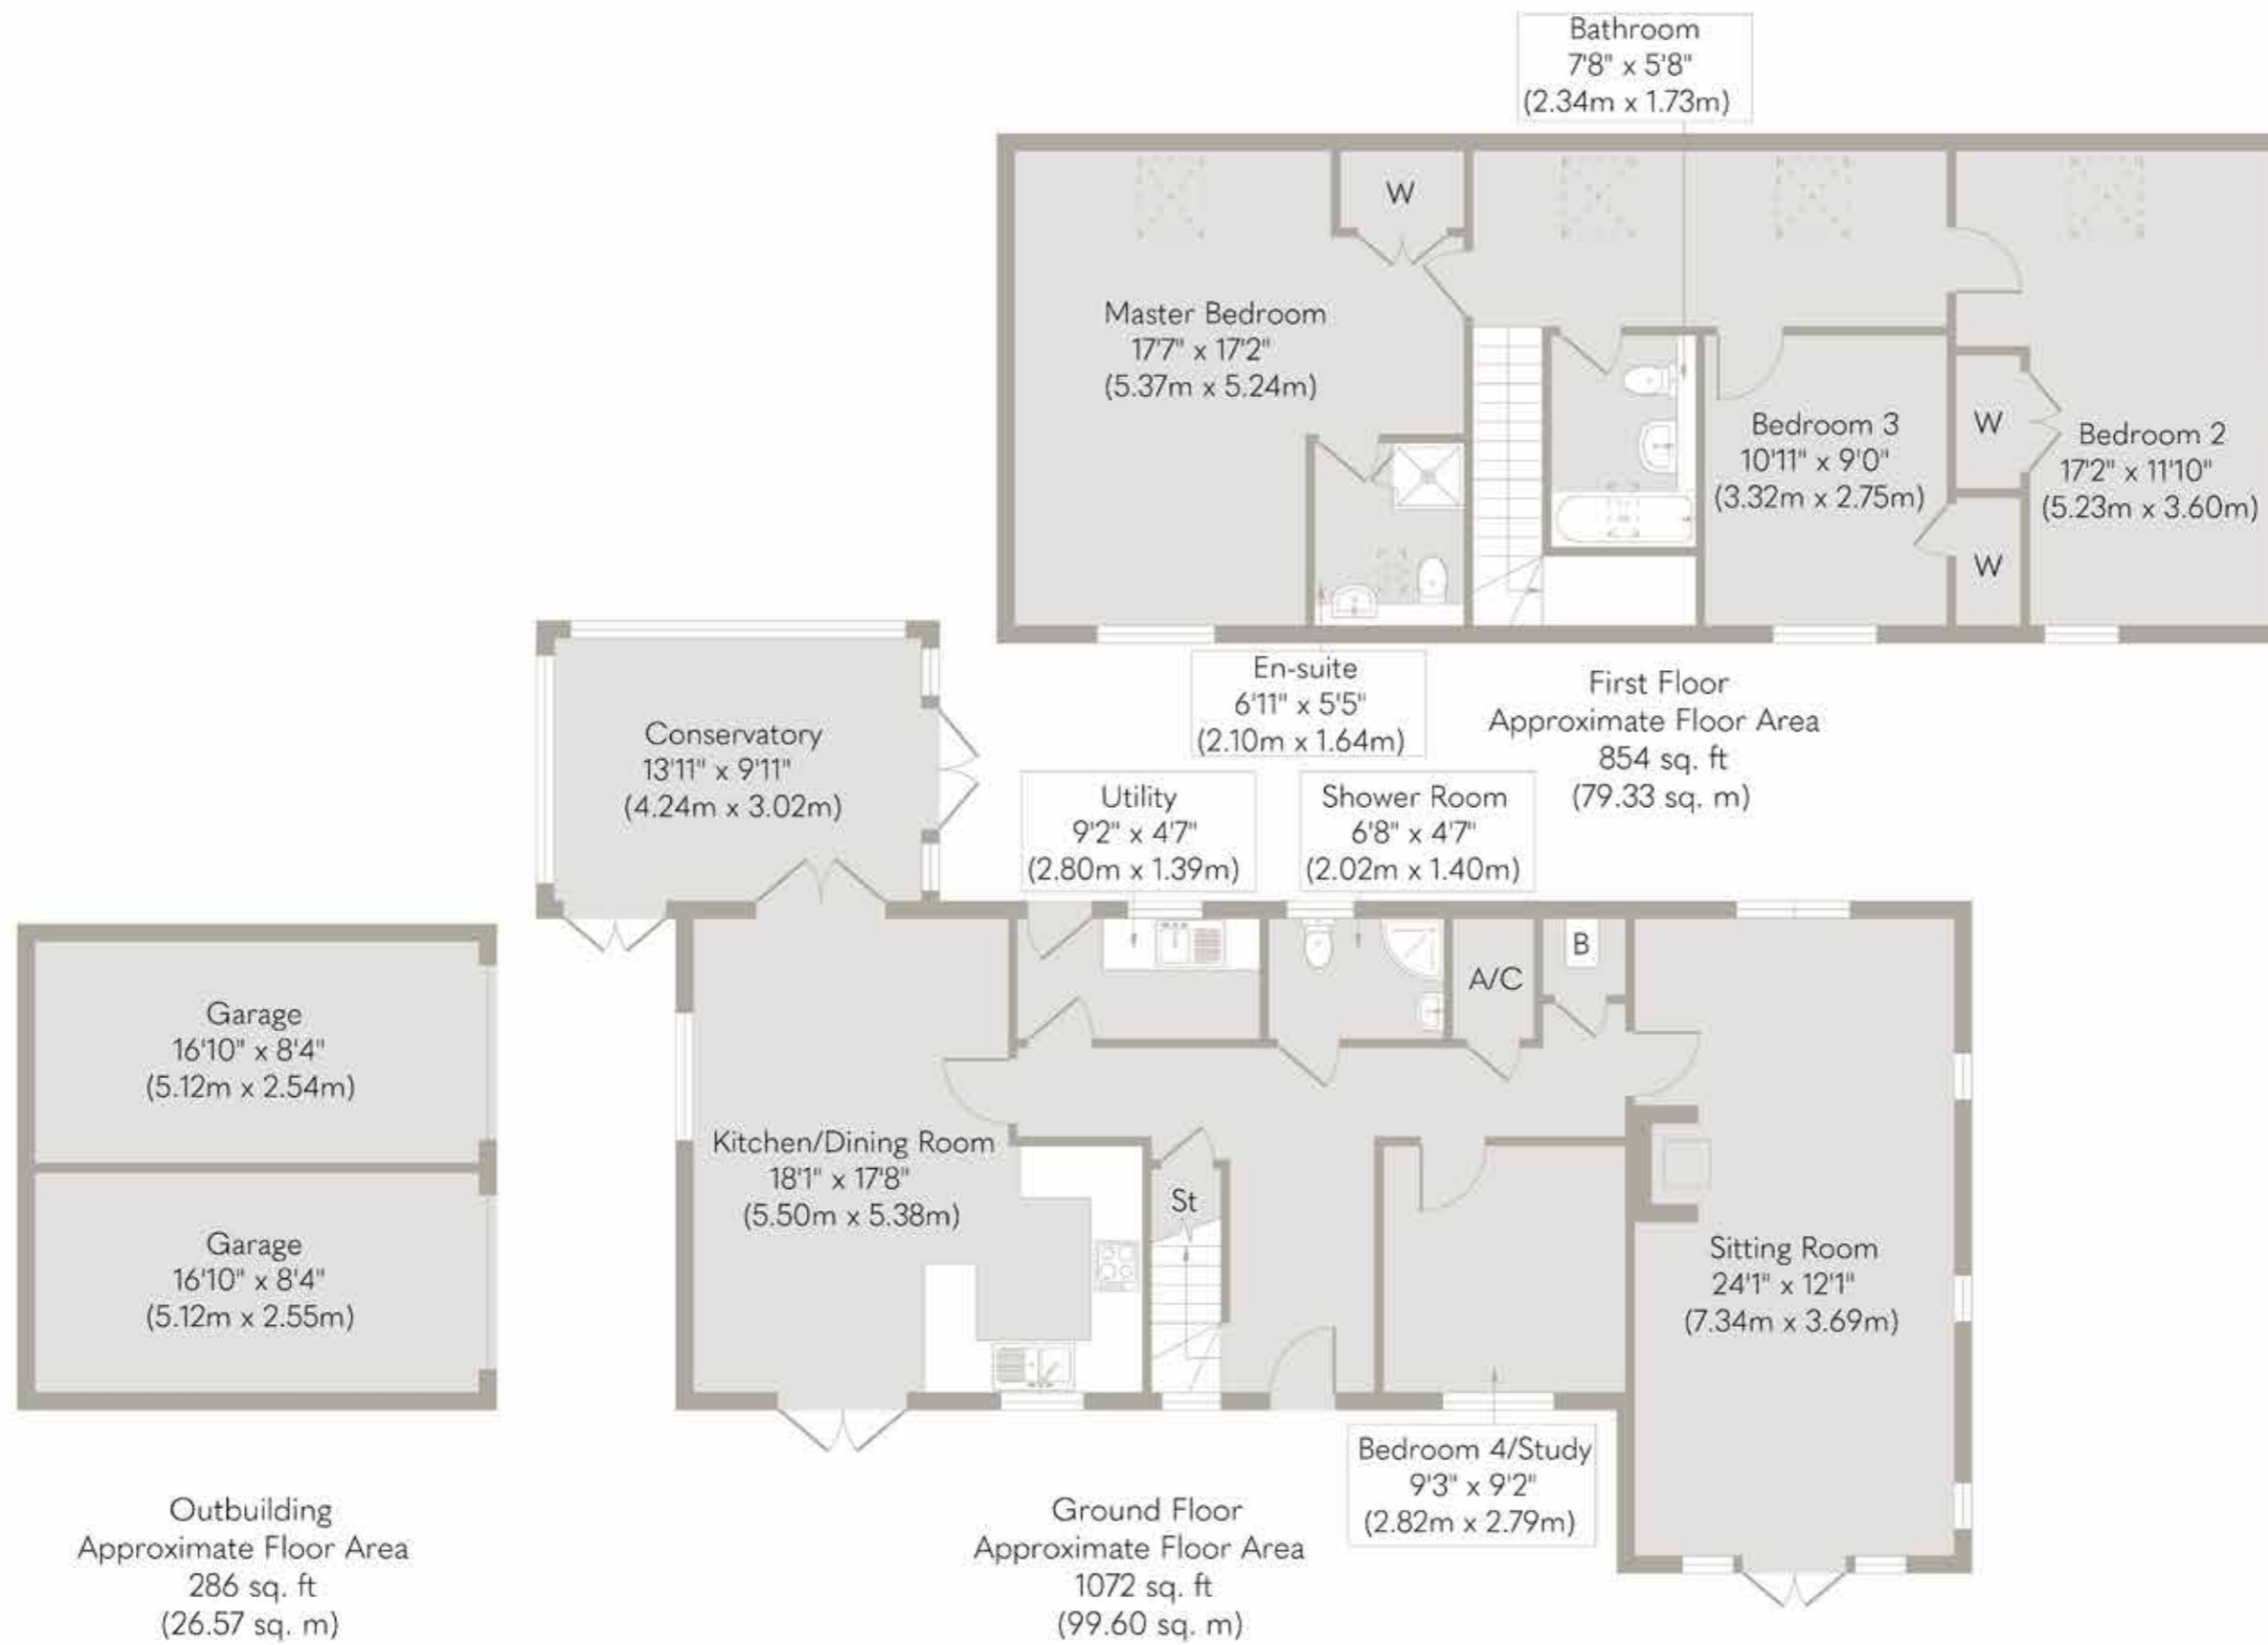 Bathroom
7'8" x 5'8"
(2.34m x 1.73m)
W
Master Bedroom
17'7" x 17'2"
(5.37m x 5.24m)
Bedroom 3
10'11" x 9'0"
(3.32m x 2.75m)
W
W
Bedroom 2
17'2" x 11'10"
(5.23m x 3.60m)
En-suite
6'11" x 5'5"
(2.10m x 1.64m)
First Floor
Approximate Floor Area
854 sq. ft
(79.33 sq. m)
Conservatory
13'11" x 9'11"
(4.24m x 3.02m)
Utility
9'2" x 4'7"
(2.80m x 1.39m)
Shower Room
6'8" x 4'7"
(2.02m x 1.40m)
A/C
B
Garage
16'10" x 8'4"
(5.12m x 2.54m)
Garage
16'10" x 8'4"
(5.12m x 2.55m)
Kitchen/Dining Room
18'1" x 17'8"
(5.50m x 5.38m)
St
Sitting Room
24'1" x 12'1"
(7.34m x 3.69m)
Bedroom 4/Study
9'3" x 9'2"
(2.82m x 2.79m)
Outbuilding
Approximate Floor Area
286 sq. ft
(26.57 sq. m)
Ground Floor
Approximate Floor Area
1072 sq. ft
(99.60 sq. m)